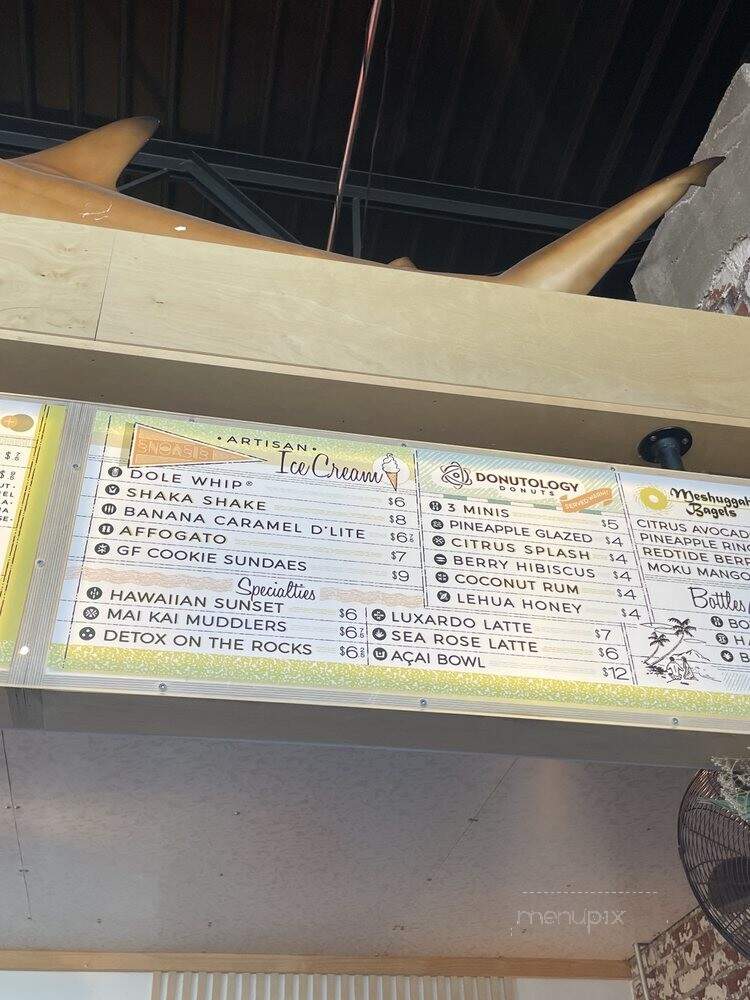 ARTISAN
Ice Cream
DOLE WHIP® $6
SHAKA SHAKE $8
BANANA CARAMEL D'LITE
AFFOGATO $7
GF COOKIE SUNDAES $9
Specialties
HAWAIIAN SUNSET $6
MAI KAI MUDDLERS
DETOX ON THE ROCKS
LUXARDO LATTE $7
SEA ROSE LATTE $6
AÇAI BOWL $12
DONUTOLOGY
DONUTS
3 MINIS $5
PINEAPPLE GLAZED $4
CITRUS SPLASH $4
BERRY HIBISCUS $4
COCONUT RUM $4
LEHUA HONEY $4
Meshuggah
Bagels
CITRUS AVOCAD
PINEAPPLE RING
REDTIDE BERR
MOKU MANGO
Bottles
BO
HA
B
menupix